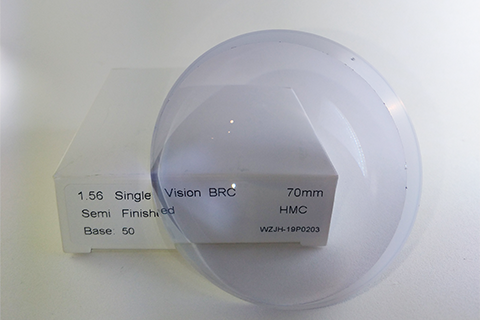 1.56 Single Vision BRC 70mm
Semi Finished HMC
Base: 50 WZJH-19P0203